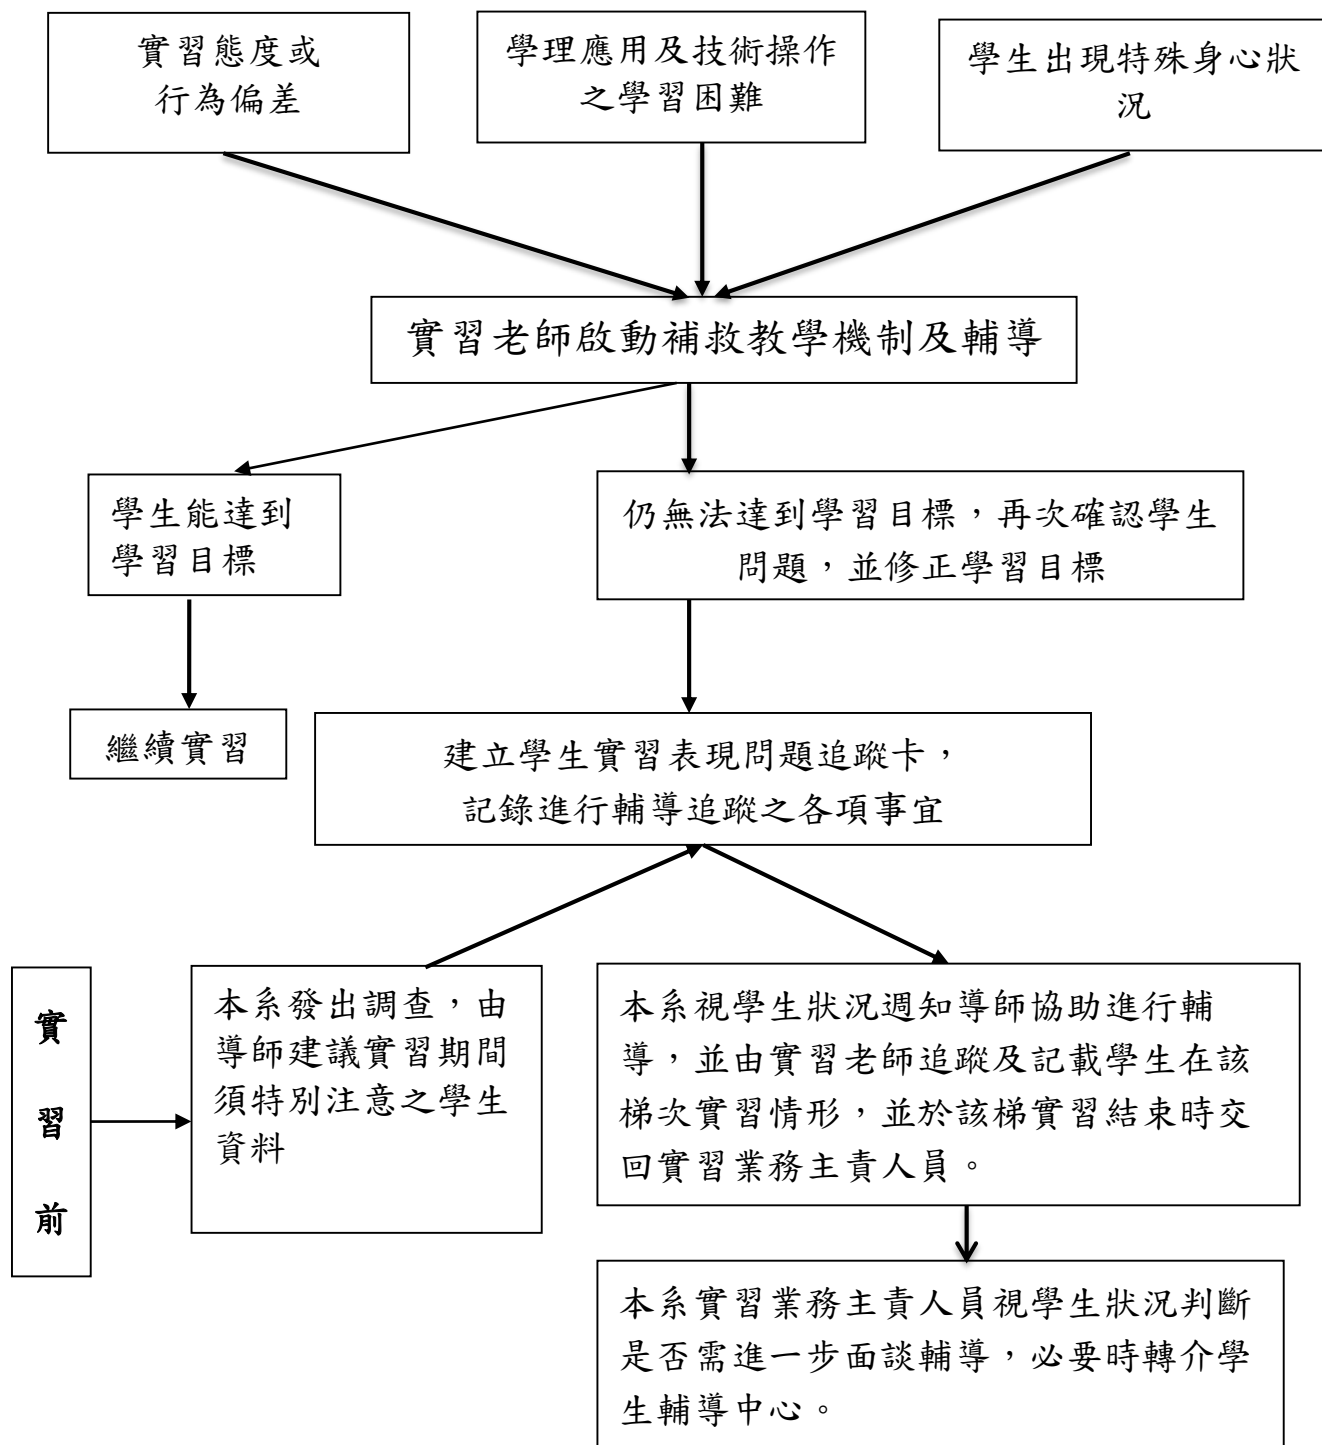 實習態度或
行為偏差
學理應用及技術操作
之學習困難
學生出現特殊身心狀
況
實習老師啟動補救教學機制及輔導
學生能達到
學習目標
仍無法達到學習目標，再次確認學生
問題，並修正學習目標
繼續實習
建立學生實習表現問題追蹤卡，
記錄進行輔導追蹤之各項事宜
實
習
前
本系發出調查，由
導師建議實習期間
須特別注意之學生
資料
本系視學生狀況週知導師協助進行輔
導，並由實習老師追蹤及記載學生在該
梯次實習情形，並於該梯實習結束時交
回實習業務主責人員。
本系實習業務主責人員視學生狀況判斷
是否需進一步面談輔導，必要時轉介學
生輔導中心。